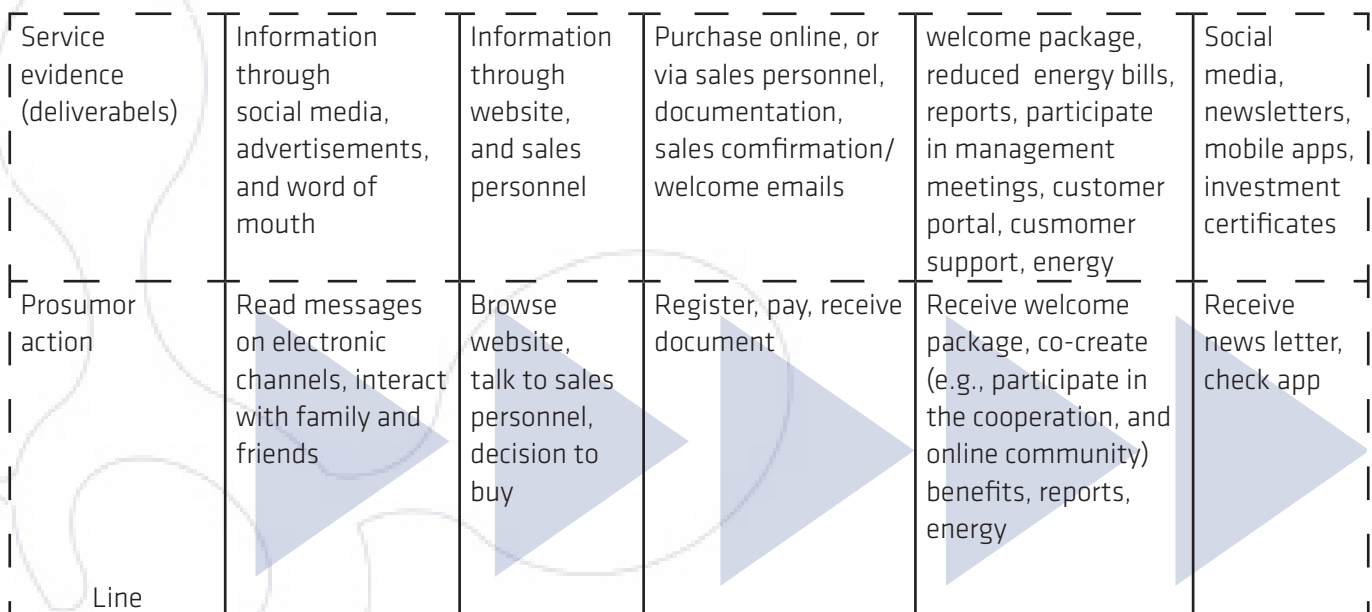 Service
evidence
(deliverabels)
Information
through
social media,
advertisements,
and word of
mouth
Information
through
website,
and sales
personnel
Purchase online, or
via sales personnel,
documentation,
sales comfirmation/
welcome emails
welcome package,
reduced energy bills,
reports, participate
in management
meetings, customer
portal, cusmomer
support, energy
Social
media,
newsletters,
mobile apps,
investment
certificates
Prosumor
action
Read messages
on electronic
channels, interact
with family and
friends
Browse
website,
talk to sales
personnel,
decision to
buy
Register, pay, receive
document
Receive welcome
package, co-create
(e.g., participate in
the cooperation, and
online community)
benefits, reports,
energy
Receive
news letter,
check app
Line